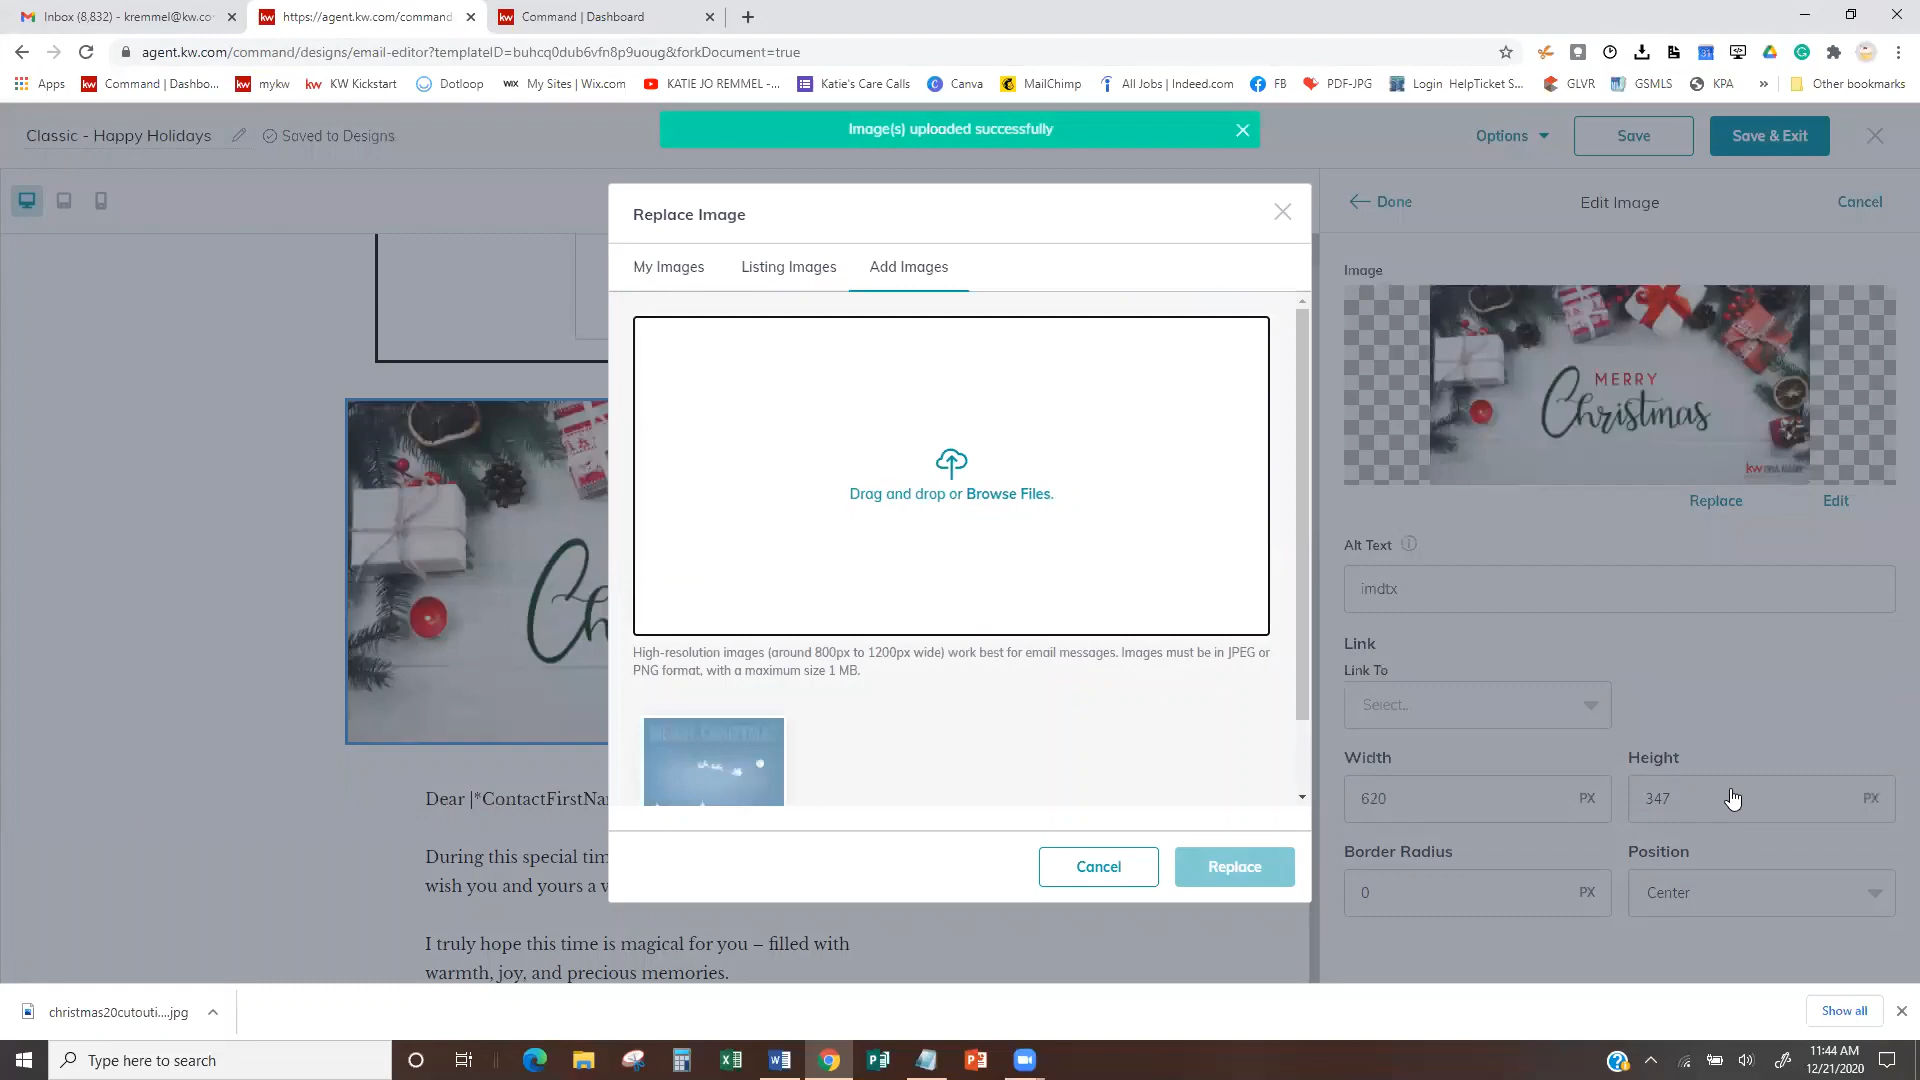 Inbox (8,832) - kremmel@kw.co
https://agent.kw.com/command
Command | Dashboard
agent.kw.com/command/designs/email-editor?templateID=buhcq0dub6vfn8p9uoug&forkDocument=true
Apps
Command | Dashbo...
mykw
KW Kickstart
Dotloop
My Sites | Wix.com
KATIE JO REMMEL -...
Katie's Care Calls
Canva
MailChimp
All Jobs | Indeed.com
FB
PDF-JPG
Login HelpTicket S...
GLVR
GSMLS
KPA
»
Other bookmarks
Classic - Happy Holidays
Saved to Designs
Image(s) uploaded successfully
Options
Save
Save & Exit
Replace Image
Done
Edit Image
Cancel
My Images
Listing Images
Add Images
Image
MERRY
Christmas
kw
Drag and drop or Browse Files.
Replace
Edit
Alt Text
imdtx
High-resolution images (around 800px to 1200px wide) work best for email messages. Images must be in JPEG or
PNG format, with a maximum size 1 MB.
Link
Link To
Select..
Width
Height
620 PX
347 PX
MERRY CHRISTMAS
Dear |*ContactFirstNa
During this special tim
wish you and yours a v
Border Radius
Position
Cancel
Replace
0 PX
Center
I truly hope this time is magical for you – filled with
warmth, joy, and precious memories.
christmas20cutouti....jpg
Show all
Type here to search
11:44 AM
12/21/2020